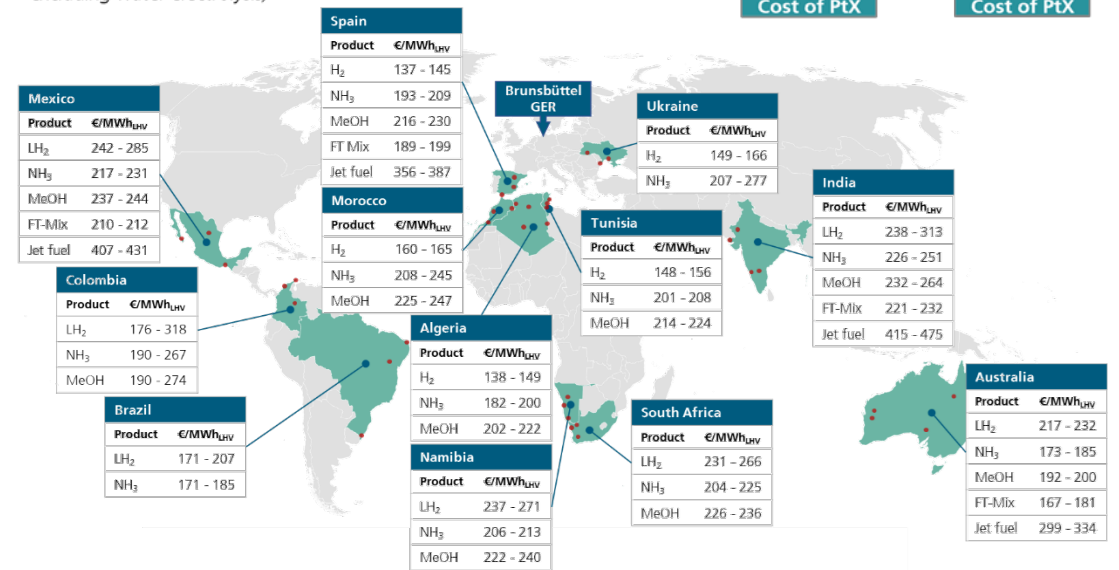 Cost of PtX
Cost of PtX
Spain
Product €/MWhLHV
H₂ 137 - 145
NH₃ 193 - 209
MeOH 216 - 230
FT Mix 189 - 199
Jet fuel 356 - 387
Brunsbüttel
GER
Ukraine
Product €/MWhLHV
H₂ 149 - 166
NH₃ 207 - 277
Mexico
Product €/MWhLHV
LH₂ 242 - 285
NH₃ 217 - 231
MeOH 237 - 244
FT-Mix 210 - 212
Jet fuel 407 - 431
India
Product €/MWhLHV
LH₂ 238 - 313
NH₃ 226 - 251
MeOH 232 - 264
FT-Mix 221 - 232
Jet fuel 415 - 475
Morocco
Product €/MWhLHV
H₂ 160 - 165
NH₃ 208 - 245
MeOH 225 - 247
Tunisia
Product €/MWhLHV
H₂ 148 - 156
NH₃ 201 - 208
MeOH 214 - 224
Colombia
Product €/MWhLHV
LH₂ 176 - 318
NH₃ 190 - 267
MeOH 190 - 274
Algeria
Product €/MWhLHV
H₂ 138 - 149
NH₃ 182 - 200
MeOH 202 - 222
Australia
Product €/MWhLHV
LH₂ 217 - 232
NH₃ 173 - 185
MeOH 192 - 200
FT-Mix 167 - 181
Jet fuel 299 - 334
Brazil
Product €/MWhLHV
LH₂ 171 - 207
NH₃ 171 - 185
South Africa
Product €/MWhLHV
LH₂ 231 - 266
NH₃ 204 - 225
MeOH 226 - 236
Namibia
Product €/MWhLHV
LH₂ 237 - 271
NH₃ 206 - 213
MeOH 222 - 240